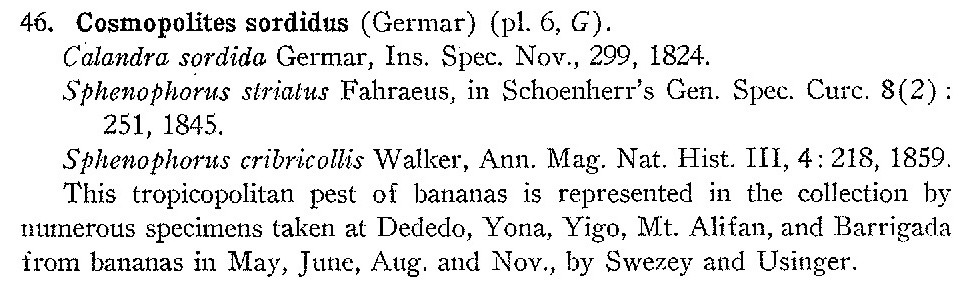 46. Cosmopolites sordidus (Germar) (pl. 6, G).
Calandra sordida Germar, Ins. Spec. Nov., 299, 1824.
Sphenophorus striatus Fahraeus, in Schoenherr's Gen. Spec. Curc. 8(2):
251, 1845.
Sphenophorus cribricollis Walker, Ann. Mag. Nat. Hist. III, 4: 218, 1859.
This tropicopolitan pest of bananas is represented in the collection by
numerous specimens taken at Dededo, Yona, Yigo, Mt. Alifan, and Barrigada
from bananas in May, June, Aug. and Nov., by Swezey and Usinger.